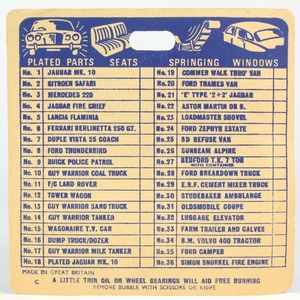 PLATED PARTS SEATS SPRINGING WINDOWS
No. 1 JAGUAR MK. 10
No. 2 CITROEN SAFARI
No. 3 MERCEDES 220
No. 4 JAGUAR FIRE CHIEF
No. 5 LANCIA FLAMINIA
No. 6 FERRARI BERLINETTA 250 GT.
No. 7 DUPLE VISTA 25 COACH
No. 8 FORD THUNDERBIRD
No. 9 BUICK POLICE PATROL
No. 10 GUY WARRIOR COAL TRUCK
No. 11 F/C LAND ROVER
No. 12 TOWER WAGON
No. 13 GUY WARRIOR SAND TRUCK
No. 14 GUY WARRIOR TANKER
No. 15 WAGONAIRE T.V. CAR
No. 16 DUMP TRUCK/DOZER
No. 17 GUY WARRIOR MILK TANKER
No. 18 PLATED JAGUAR MK. 10
No. 19 COMMER WALK THRO' VAN
No. 20 FORD THAMES VAN
No. 21 'E' TYPE '2+2' JAGUAR
No. 22 ASTON MARTIN DB 6.
No. 23 LOADMASTER SHOVEL
No. 24 FORD ZEPHYR ESTATE
No. 25 SD REFUSE VAN
No. 26 SUNBEAM ALPINE
No. 27 BEDFORD T.K. 7 TON
WITH CONTAINER
No. 28 FORD BREAKDOWN TRUCK
No. 29 E.R.F. CEMENT MIXER TRUCK
No. 30 STUDEBAKER AMBULANCE
No. 31 OLDSMOBILE COUPE
No. 32 LUGGAGE ELEVATOR
No. 33 FARM TRAILER AND CALVES
No. 34 B.M. VOLVO 400 TRACTOR
No. 35 FORD CAMPER
No. 36 SIMON SNORKEL FIRE ENGINE
MADE IN GREAT BRITAIN
C A LITTLE THIN OIL OR WHEEL BEARINGS WILL AID FREE RUNNING
REMOVE BUBBLE WITH SCISSORS OR KNIFE